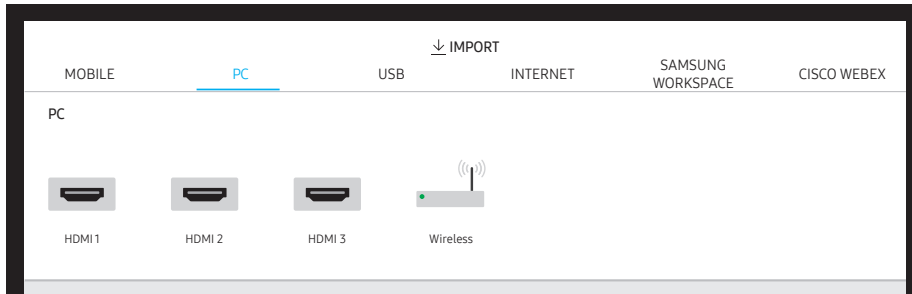 IMPORT
MOBILE PC USB INTERNET SAMSUNG WORKSPACE CISCO WEBEX
PC
HDMI 1 HDMI 2 HDMI 3 Wireless